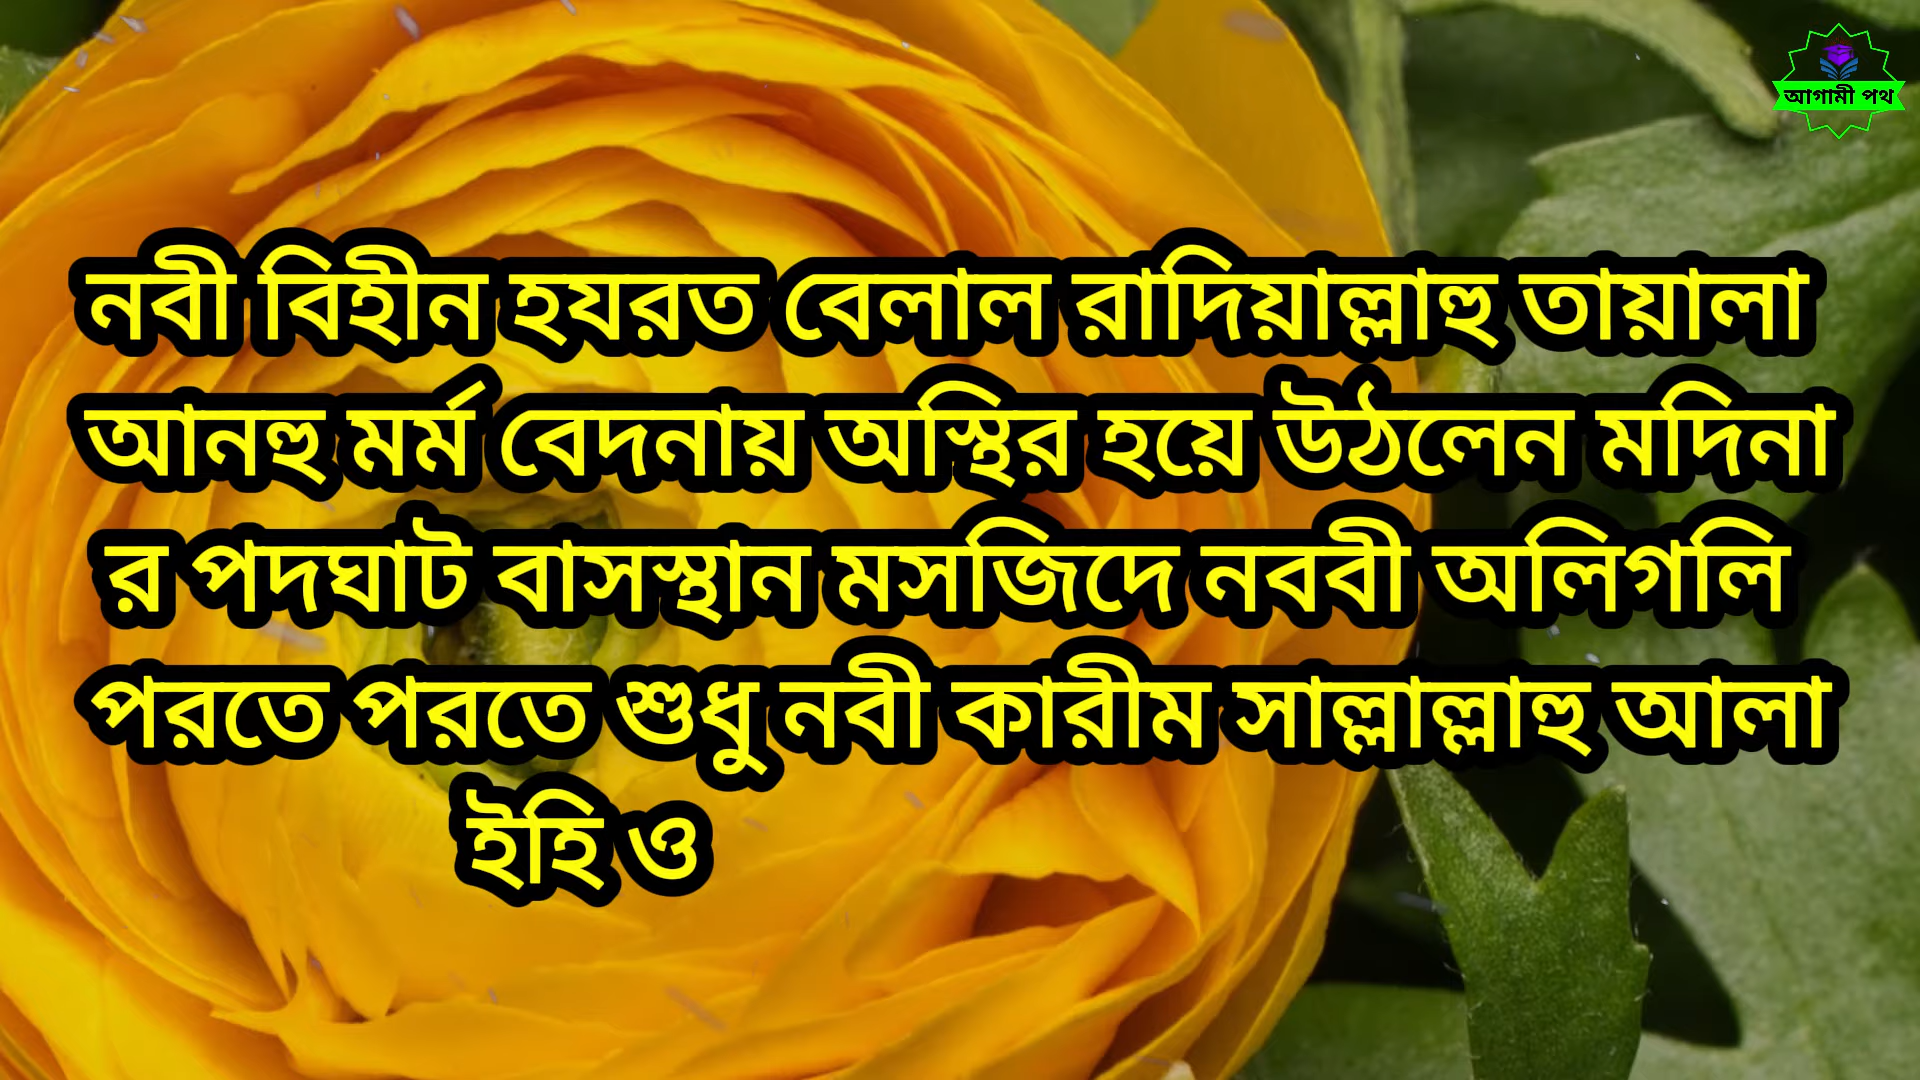 আগামী পথ
নবী বিহীন হযরত বেলাল রাদিয়াল্লাহু তায়ালা
আনহু মর্ম বেদনায় অস্থির হয়ে উঠলেন মদিনা
র পদঘাট বাসস্থান মসজিদে নববী অলিগলি
পরতে পরতে শুধু নবী কারীম সাল্লাল্লাহু আলা
ইহি ও